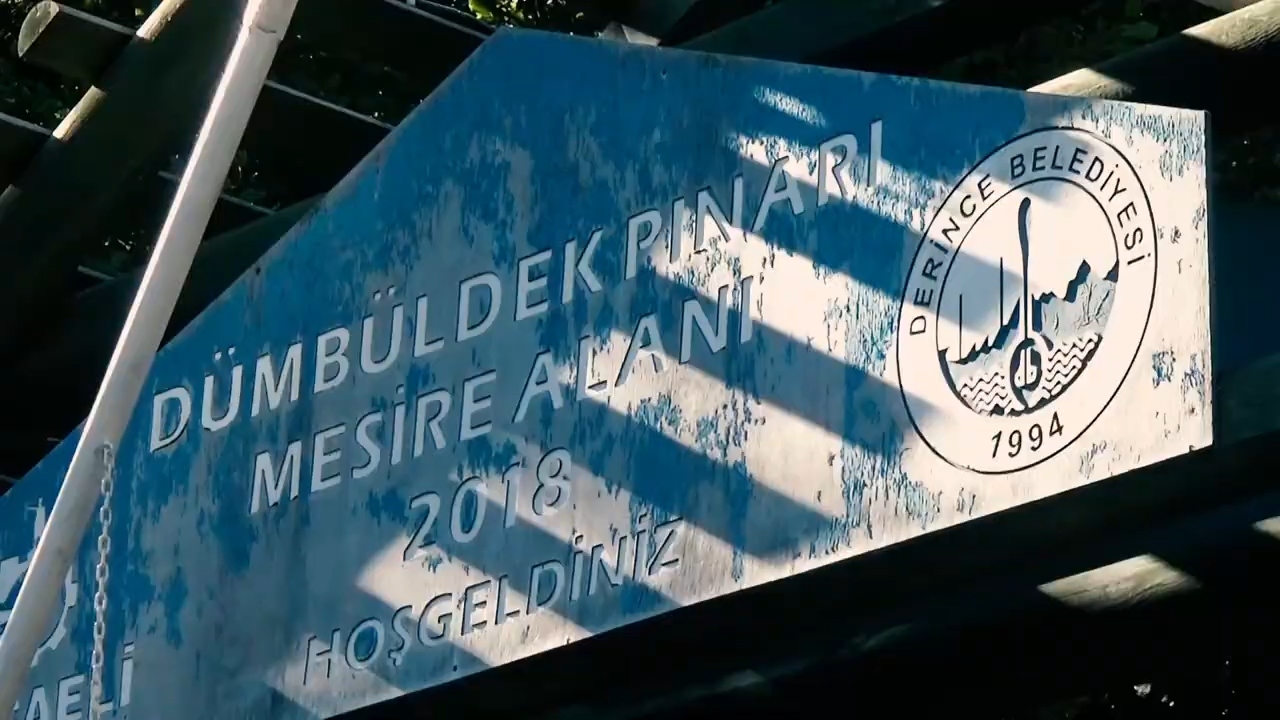 DÜMBÜLDEK PINARI
MESİRE ALANI
2018
HOŞGELDİNİZ
DERİNCE BELEDİYESİ
1994